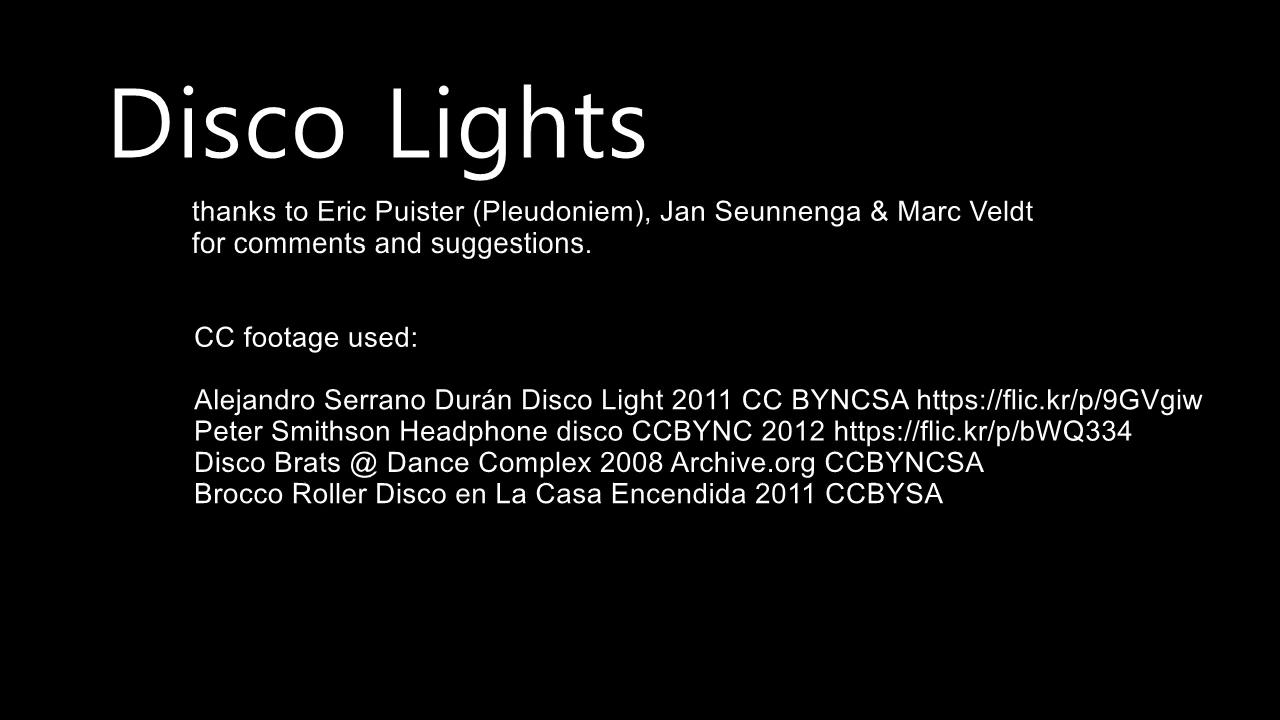 Disco Lights
thanks to Eric Puister (Pleudoniem), Jan Seunnenga & Marc Veldt
for comments and suggestions.
CC footage used:
Alejandro Serrano Durán Disco Light 2011 CC BYNCSA https://flic.kr/p/9GVgiw
Peter Smithson Headphone disco CCBYNC 2012 https://flic.kr/p/bWQ334
Disco Brats @ Dance Complex 2008 Archive.org CCBYNCSA
Brocco Roller Disco en La Casa Encendida 2011 CCBYSA